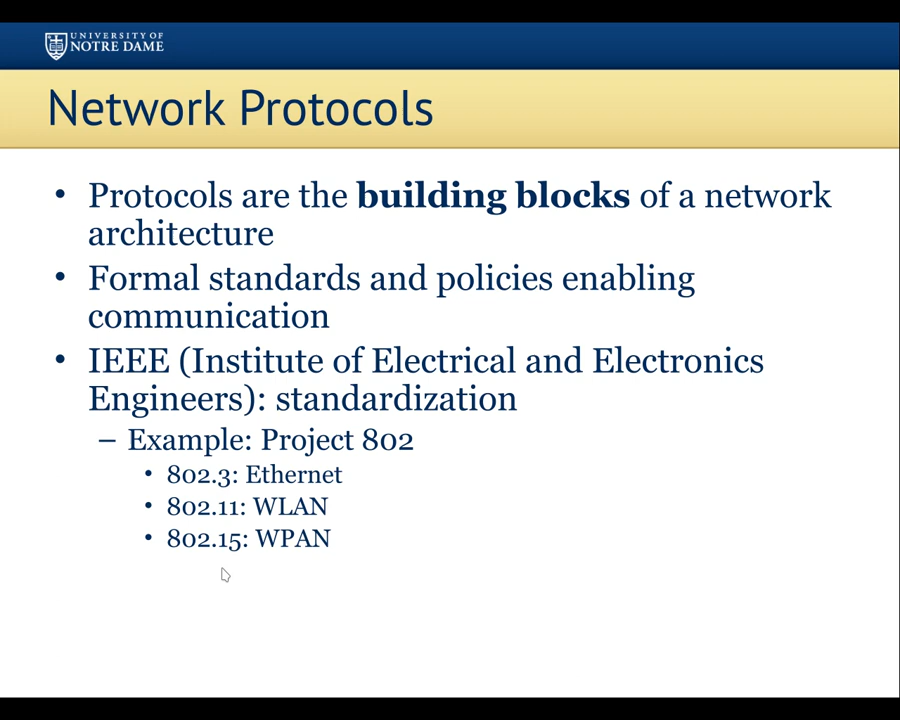 UNIVERSITY OF
NOTRE DAME
Network Protocols
• Protocols are the building blocks of a network
architecture
• Formal standards and policies enabling
communication
• IEEE (Institute of Electrical and Electronics
Engineers): standardization
– Example: Project 802
• 802.3: Ethernet
• 802.11: WLAN
• 802.15: WPAN